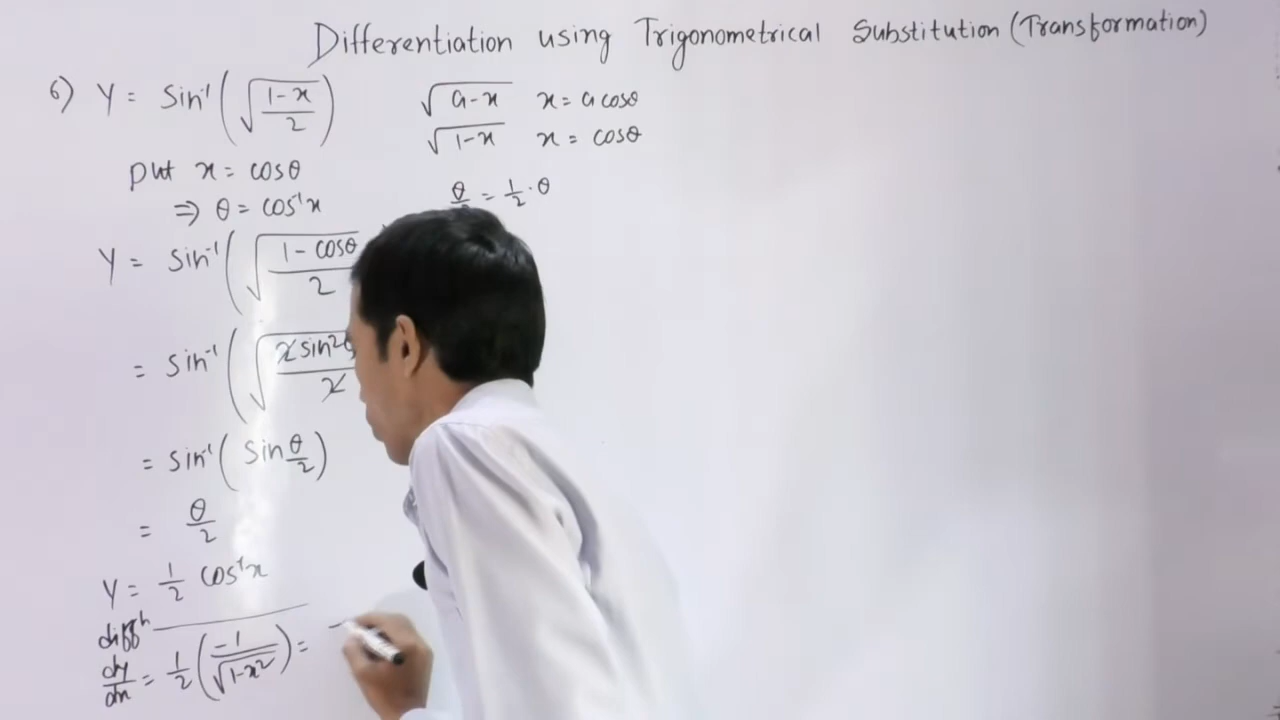 Differentiation using Trigonometrical Substitution (Transformation)
6) Y = Sin⁻¹(√((1-x)/2))
√(a-x) x = a cosθ
√(1-x) x = cosθ
put x = cosθ
⇒ θ = cos⁻¹x
θ/ = 1/2 · θ
Y = Sin⁻¹(√((1-cosθ)/2
= Sin⁻¹(√((2 sin²)/2
= Sin⁻¹(Sin θ/2)
= θ/2
Y = 1/2 cos⁻¹x
diffⁿ
dy/dx = 1/2 (-1/√(1-x²)) =